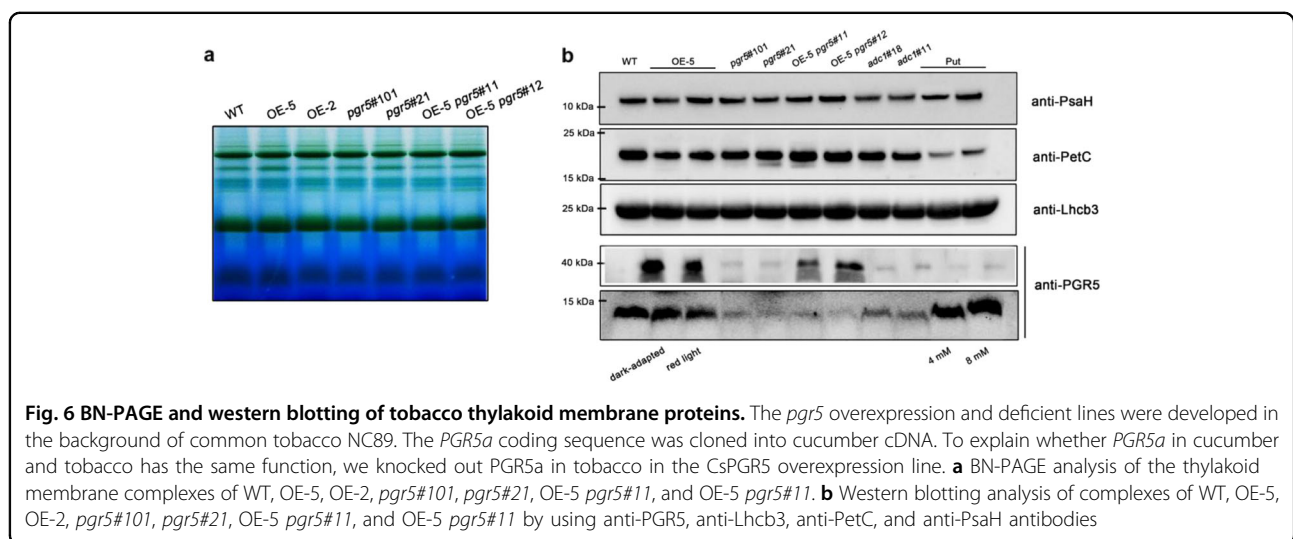 a
WT OE-5 OE-2 pgr5#101 pgr5#21 OE-5 pgr5#11 OE-5 pgr5#12
b
WT OE-5 pgr5#101 pgr5#21 OE-5 pgr5#11 OE-5 pgr5#12 adc1#18 adc1#11 Put
10 kDa anti-PsaH
25 kDa
anti-PetC
15 kDa
25 kDa anti-Lhcb3
40 kDa
anti-PGR5
15 kDa
dark-adapted red light 4 mM 8 mM
Fig. 6 BN-PAGE and western blotting of tobacco thylakoid membrane proteins. The pgr5 overexpression and deficient lines were developed in
the background of common tobacco NC89. The PGR5a coding sequence was cloned into cucumber cDNA. To explain whether PGR5a in cucumber
and tobacco has the same function, we knocked out PGR5a in tobacco in the CsPGR5 overexpression line. a BN-PAGE analysis of the thylakoid
membrane complexes of WT, OE-5, OE-2, pgr5#101, pgr5#21, OE-5 pgr5#11, and OE-5 pgr5#11. b Western blotting analysis of complexes of WT, OE-5,
OE-2, pgr5#101, pgr5#21, OE-5 pgr5#11, and OE-5 pgr5#11 by using anti-PGR5, anti-Lhcb3, anti-PetC, and anti-PsaH antibodies